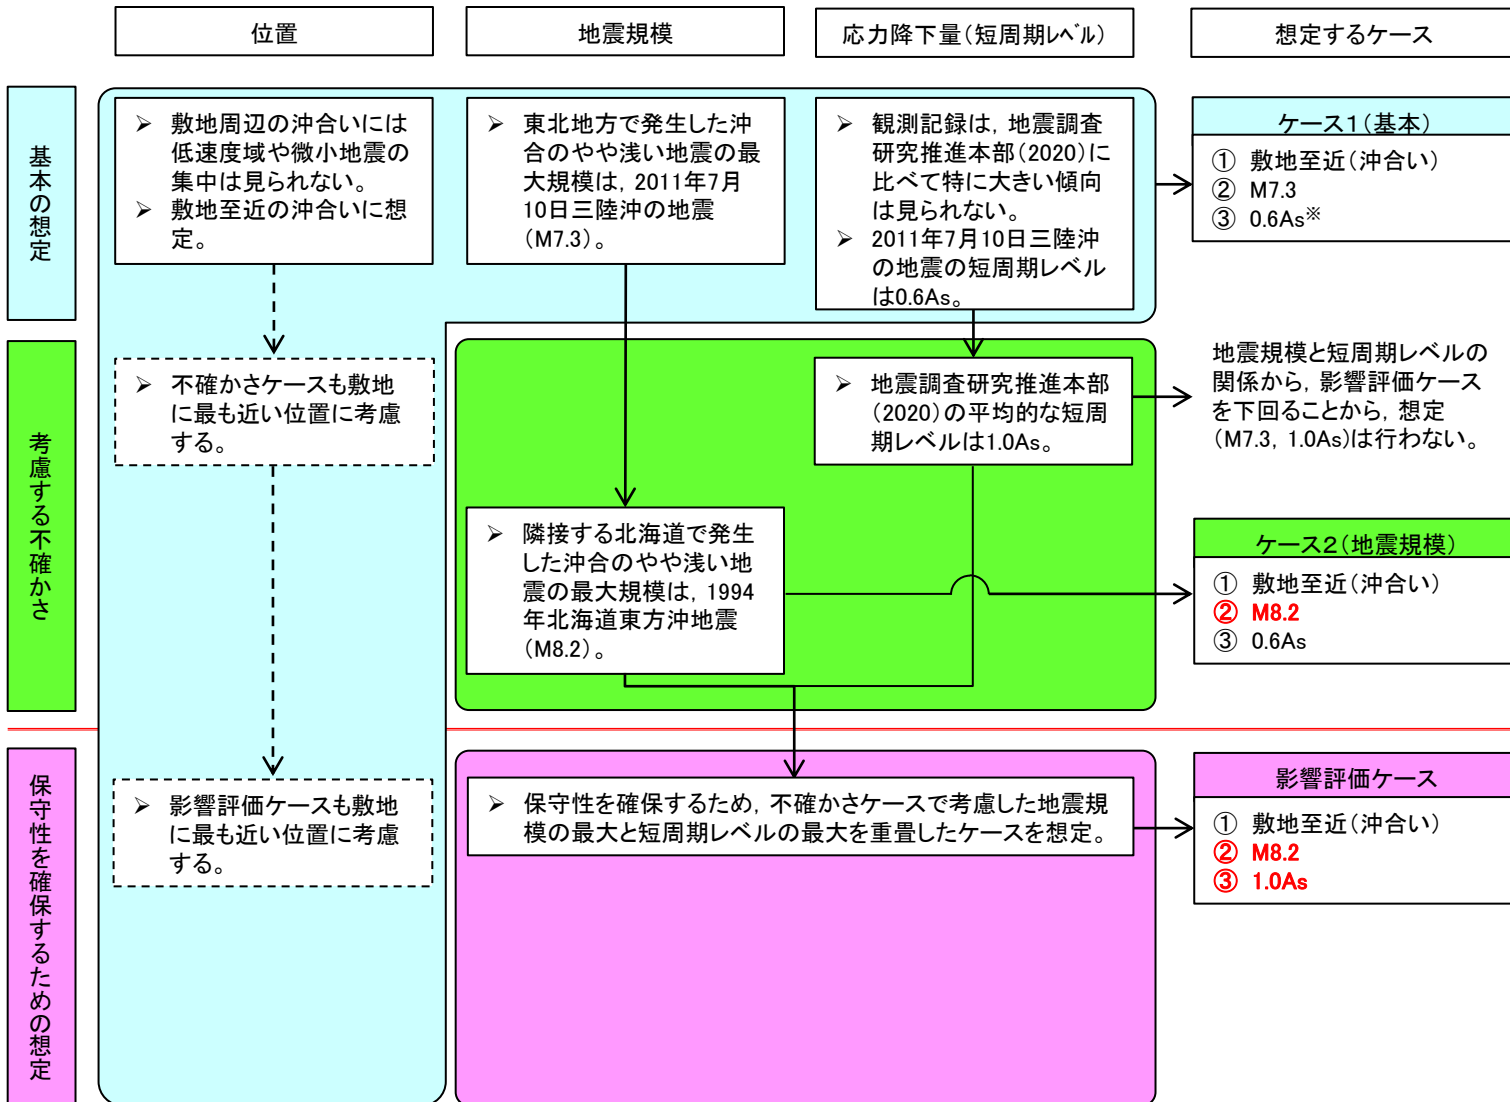 位置
地震規模
応力降下量（短周期ﾚﾍﾞﾙ）
想定するケース
基本の想定
➢ 敷地周辺の沖合いには
低速度域や微小地震の
集中は見られない。
➢ 敷地至近の沖合いに想
定。
➢ 東北地方で発生した沖
合のやや浅い地震の最
大規模は，2011年7月
10日三陸沖の地震
（M7.3）。
➢ 観測記録は，地震調査
研究推進本部（2020）に
比べて特に大きい傾向
は見られない。
➢ 2011年7月10日三陸沖
の地震の短周期レベル
は0.6As。
ケース1（基本）
① 敷地至近（沖合い）
② M7.3
③ 0.6As※
考慮する不確かさ
➢ 不確かさケースも敷地
に最も近い位置に考慮
する。
➢ 地震調査研究推進本部
（2020）の平均的な短周
期レベルは1.0As。
地震規模と短周期レベルの
関係から，影響評価ケース
を下回ることから，想定
（M7.3，1.0As）は行わない。
➢ 隣接する北海道で発生
した沖合のやや浅い地
震の最大規模は，1994
年北海道東方沖地震
（M8.2）。
ケース２（地震規模）
① 敷地至近（沖合い）
② M8.2
③ 0.6As
保守性を確保するための想定
➢ 影響評価ケースも敷地
に最も近い位置に考慮
する。
➢ 保守性を確保するため，不確かさケースで考慮した地震規
模の最大と短周期レベルの最大を重畳したケースを想定。
影響評価ケース
① 敷地至近（沖合い）
② M8.2
③ 1.0As